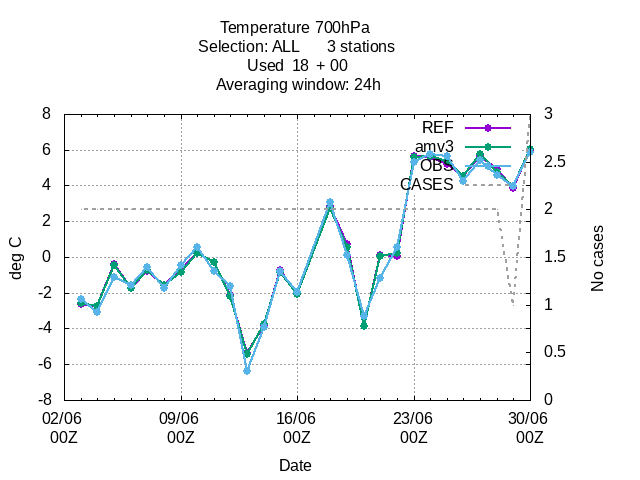 Temperature 700hPa
Selection: ALL 3 stations
Used 18 + 00
Averaging window: 24h
deg C
8
6
4
2
0
-2
-4
-6
-8
REF
amv3
OBS
CASES
3
2.5
2
1.5
1
0.5
0
No cases
02/06 09/06 16/06 23/06 30/06
00Z 00Z 00Z 00Z 00Z
Date